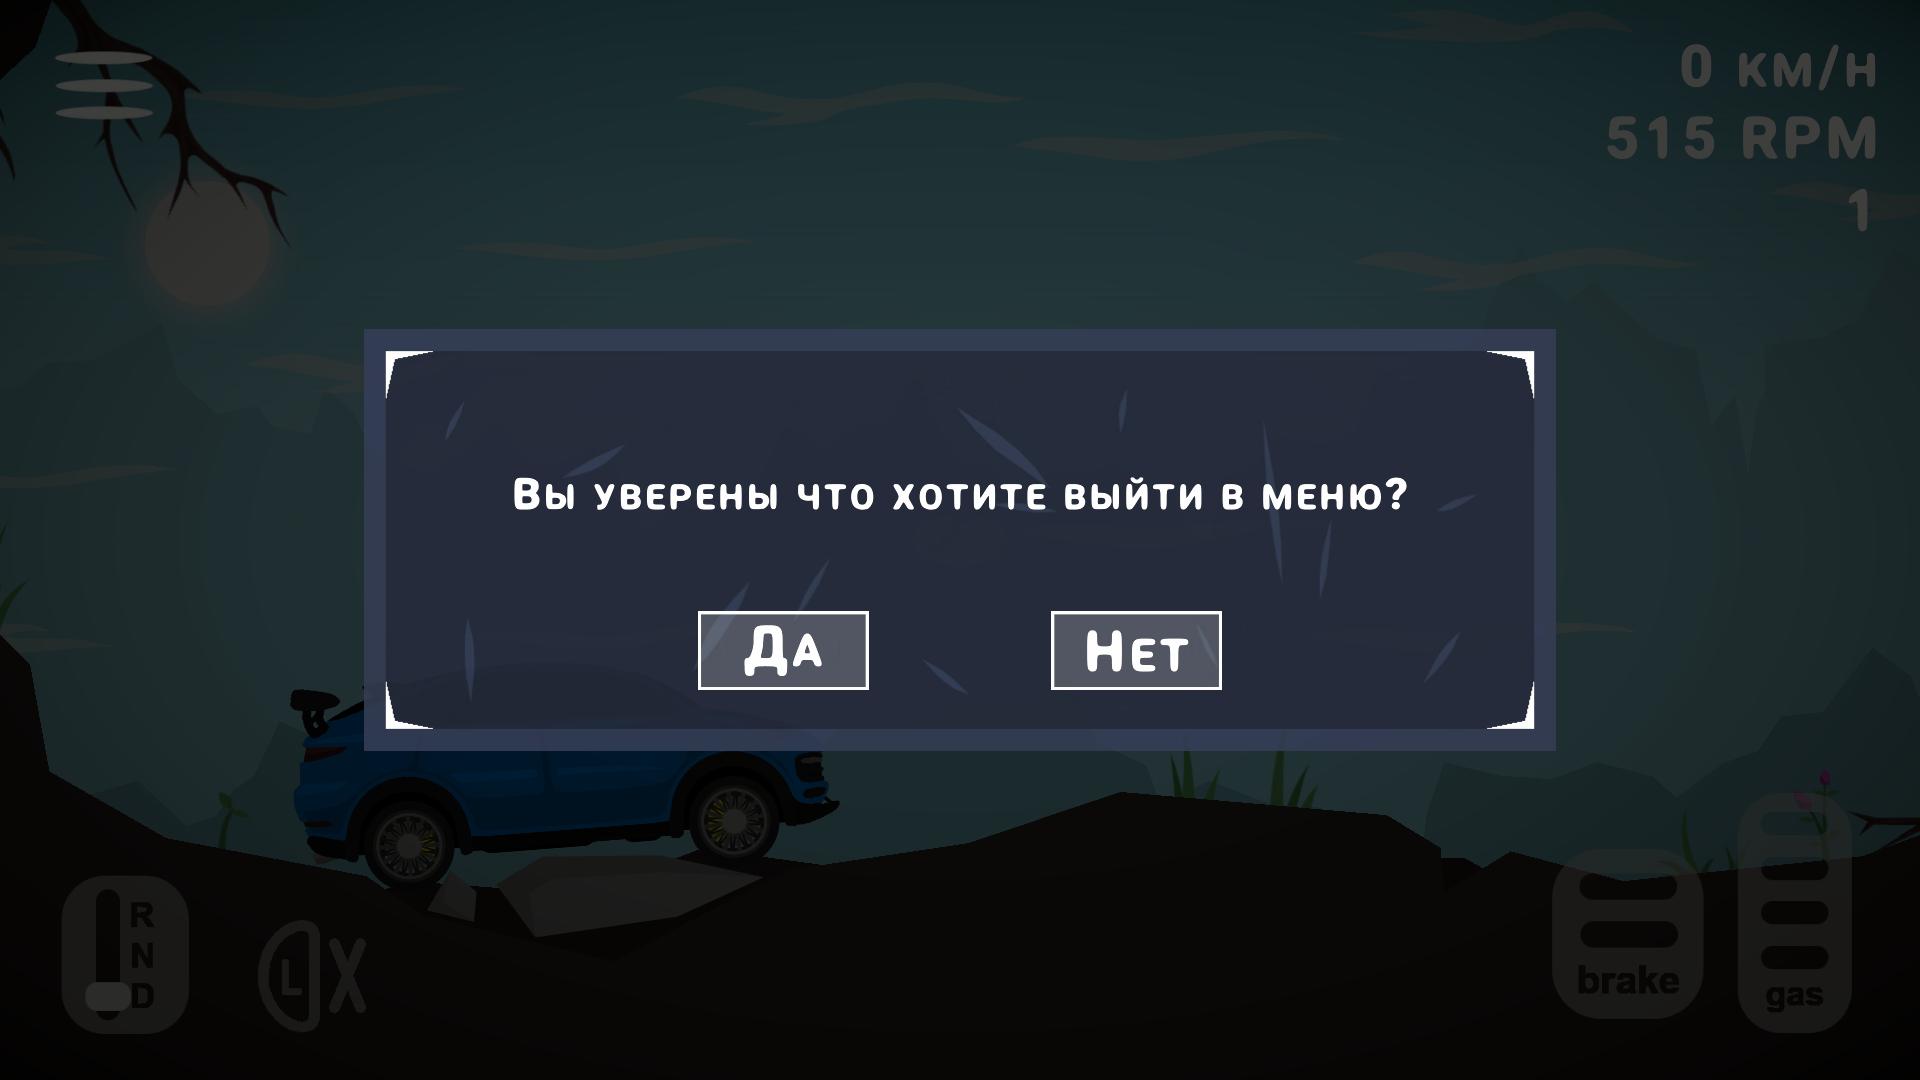 0 км/н
515 RPM
1
Вы уверены что хотите выйти в меню?
Да
Нет
R
N
D
L X
brake
gas